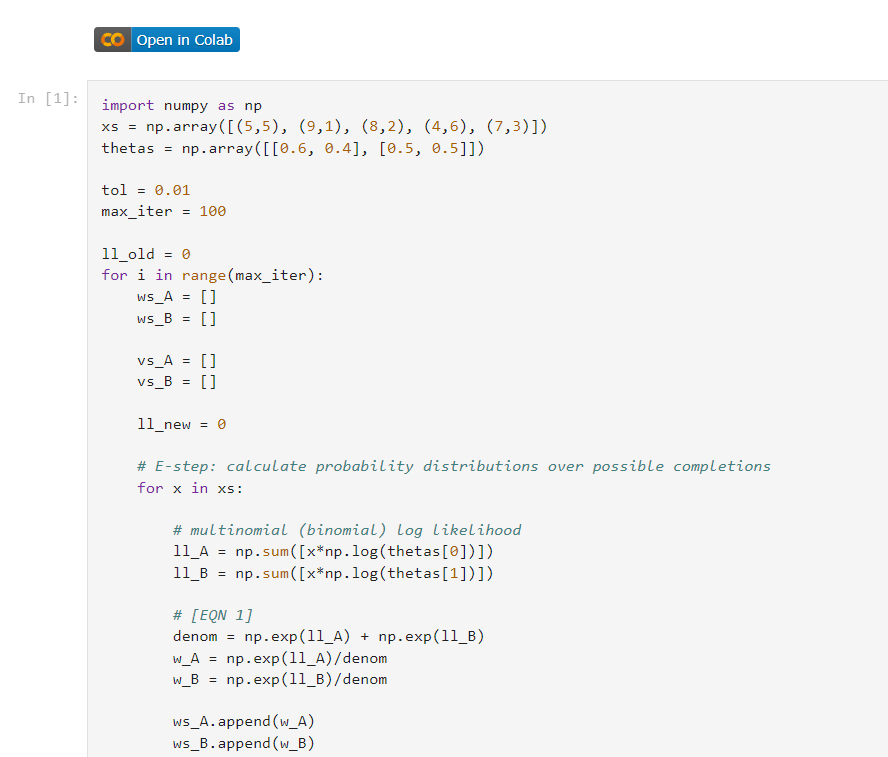 Open in Colab
In [1]:
import numpy as np
xs = np.array([(5,5), (9,1), (8,2), (4,6), (7,3)])
thetas = np.array([[0.6, 0.4], [0.5, 0.5]])
tol = 0.01
max_iter = 100
ll_old = 0
for i in range(max_iter):
    ws_A = []
    ws_B = []
    vs_A = []
    vs_B = []
    ll_new = 0
    # E-step: calculate probability distributions over possible completions
    for x in xs:
        # multinomial (binomial) log likelihood
        ll_A = np.sum([x*np.log(thetas[0])])
        ll_B = np.sum([x*np.log(thetas[1])])
        # [EQN 1]
        denom = np.exp(ll_A) + np.exp(ll_B)
        w_A = np.exp(ll_A)/denom
        w_B = np.exp(ll_B)/denom
        ws_A.append(w_A)
        ws_B.append(w_B)